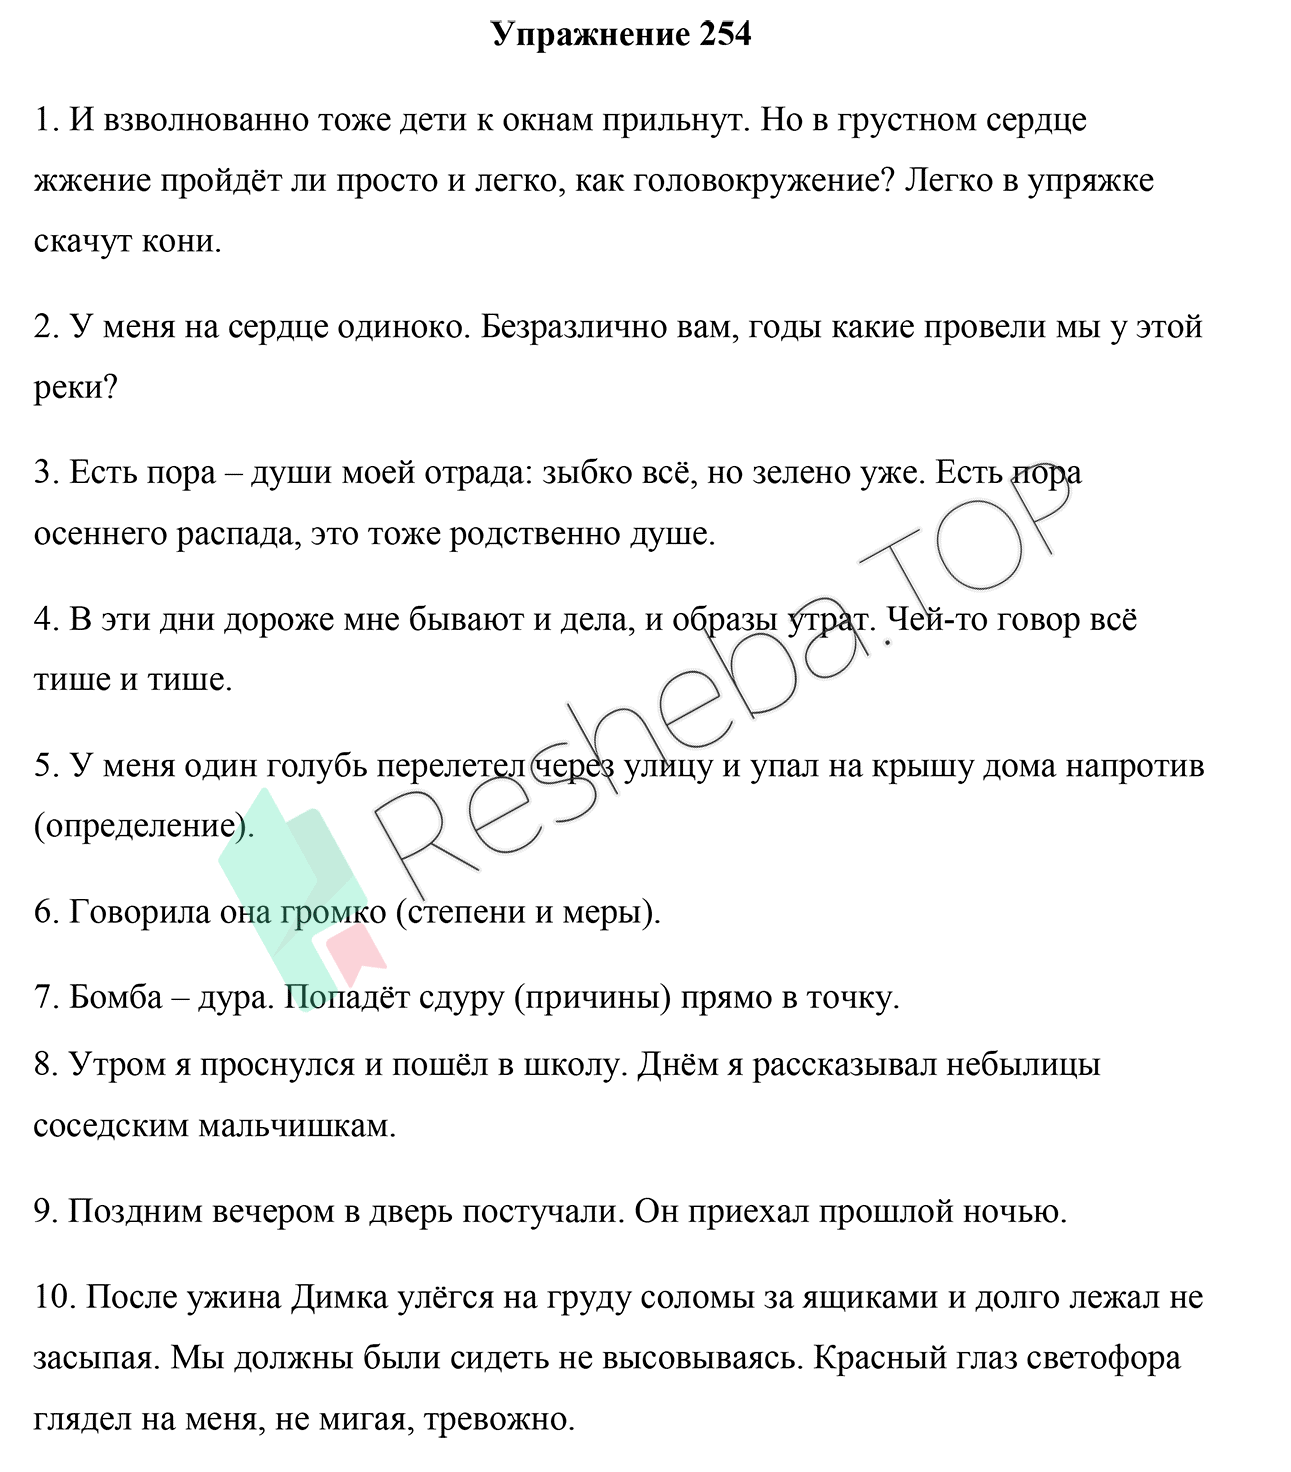 Упражнение 254
1. И взволнованно тоже дети к окнам прильнут. Но в грустном сердце
жжение пройдёт ли просто и легко, как головокружение? Легко в упряжке
скачут кони.
2. У меня на сердце одиноко. Безразлично вам, годы какие провели мы у этой
реки?
3. Есть пора – души моей отрада: зыбко всё, но зелено уже. Есть пора
осеннего распада, это тоже родственно душе.
4. В эти дни дороже мне бывают и дела, и образы утрат. Чей-то говор всё
тише и тише.
5. У меня один голубь перелетел через улицу и упал на крышу дома напротив
(определение).
6. Говорила она громко (степени и меры).
7. Бомба – дура. Попадёт сдуру (причины) прямо в точку.
8. Утром я проснулся и пошёл в школу. Днём я рассказывал небылицы
соседским мальчишкам.
9. Поздним вечером в дверь постучали. Он приехал прошлой ночью.
10. После ужина Димка улёгся на груду соломы за ящиками и долго лежал не
засыпая. Мы должны были сидеть не высовываясь. Красный глаз светофора
глядел на меня, не мигая, тревожно.
Resheba.TOP